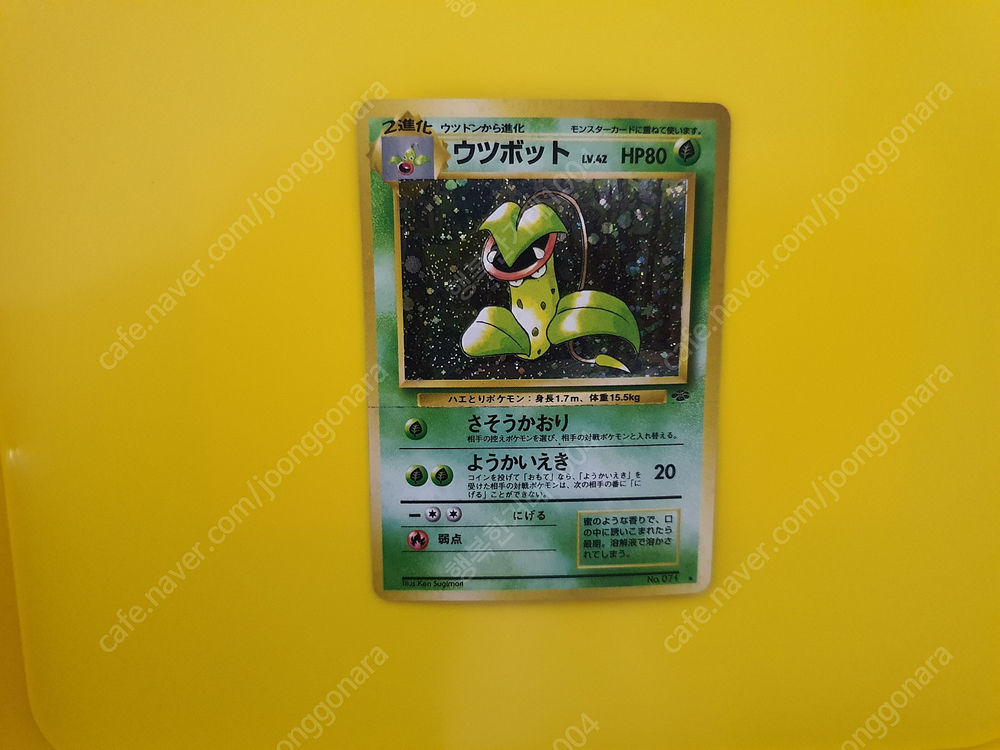 2進化 ウツドンから進化 モンスターカードに重ねて使います。
ウツボット LV.42 HP80
ハエとりポケモン：身長1.7m、体重15.5kg
さそうかおり
相手の控えポケモンを選び、相手の対戦ポケモンと入れ替える。
ようかいえき 20
コインを投げて「おもて」なら、「ようかいえき」を
受けた相手の対戦ポケモンは、次の相手の番に「に
げる」ことができない。
にげる
弱点
蜜のような香りで、口
の中に誘いこまれたら
最期。溶解液で溶かさ
れてしまう。
Illus. Ken Sugimori
No.071
cafe.naver.com/joonggonara
cafe.naver.com/joonggonara
cafe.naver.com/joonggonara
cafe.naver.com/joonggonara